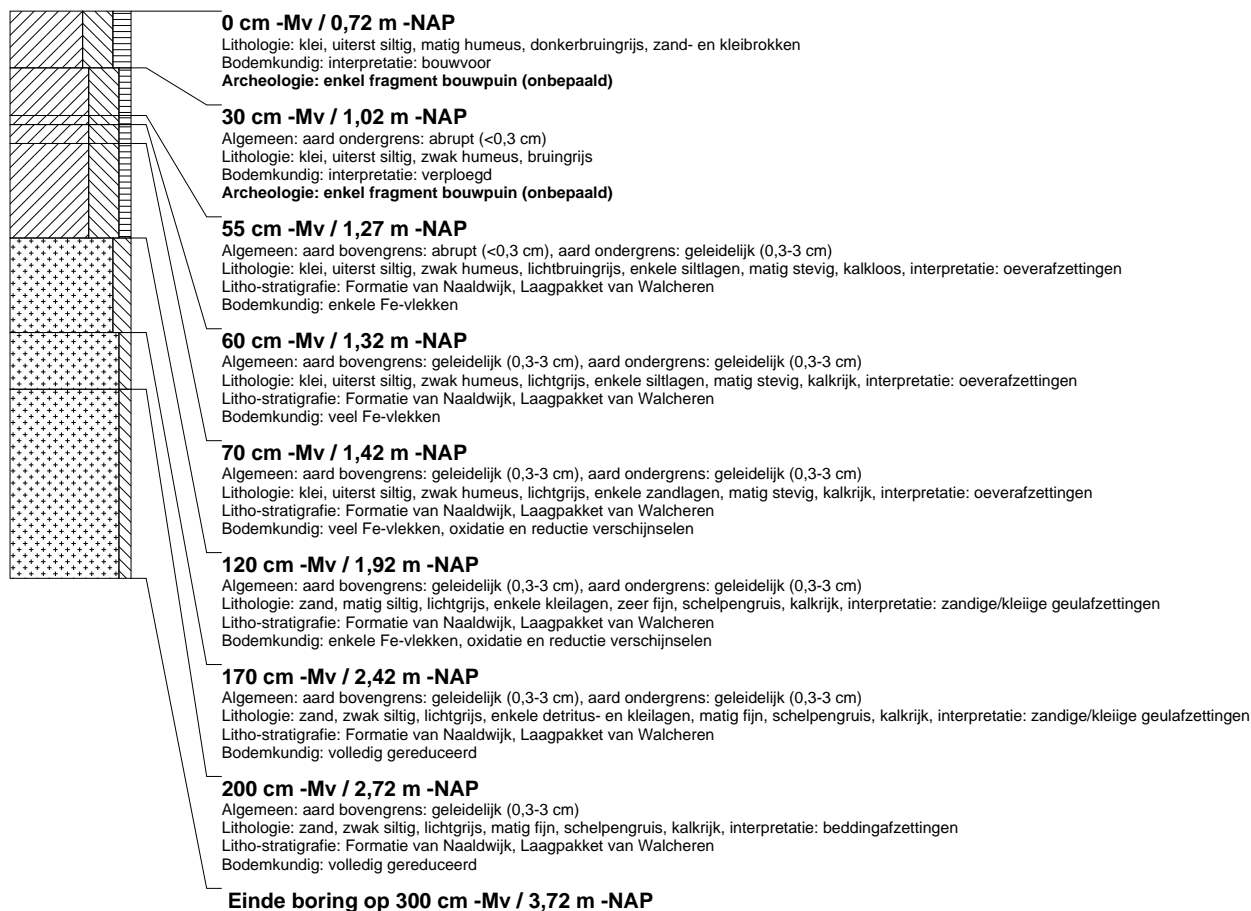 0 cm -Mv / 0,72 m -NAP
Lithologie: klei, uiterst siltig, matig humeus, donkerbruingrijs, zand- en kleibrokken
Bodemkundig: interpretatie: bouwvoor
Archeologie: enkel fragment bouwpuin (onbepaald)
30 cm -Mv / 1,02 m -NAP
Algemeen: aard ondergrens: abrupt (<0,3 cm)
Lithologie: klei, uiterst siltig, zwak humeus, bruingrijs
Bodemkundig: interpretatie: verploegd
Archeologie: enkel fragment bouwpuin (onbepaald)
55 cm -Mv / 1,27 m -NAP
Algemeen: aard bovengrens: abrupt (<0,3 cm), aard ondergrens: geleidelijk (0,3-3 cm)
Lithologie: klei, uiterst siltig, zwak humeus, lichtbruingrijs, enkele siltlagen, matig stevig, kalkloos, interpretatie: oeverafzettingen
Litho-stratigrafie: Formatie van Naaldwijk, Laagpakket van Walcheren
Bodemkundig: enkele Fe-vlekken
60 cm -Mv / 1,32 m -NAP
Algemeen: aard bovengrens: geleidelijk (0,3-3 cm), aard ondergrens: geleidelijk (0,3-3 cm)
Lithologie: klei, uiterst siltig, zwak humeus, lichtgrijs, enkele siltlagen, matig stevig, kalkrijk, interpretatie: oeverafzettingen
Litho-stratigrafie: Formatie van Naaldwijk, Laagpakket van Walcheren
Bodemkundig: veel Fe-vlekken
70 cm -Mv / 1,42 m -NAP
Algemeen: aard bovengrens: geleidelijk (0,3-3 cm), aard ondergrens: geleidelijk (0,3-3 cm)
Lithologie: klei, uiterst siltig, zwak humeus, lichtgrijs, enkele zandlagen, matig stevig, kalkrijk, interpretatie: oeverafzettingen
Litho-stratigrafie: Formatie van Naaldwijk, Laagpakket van Walcheren
Bodemkundig: veel Fe-vlekken, oxidatie en reductie verschijnselen
120 cm -Mv / 1,92 m -NAP
Algemeen: aard bovengrens: geleidelijk (0,3-3 cm), aard ondergrens: geleidelijk (0,3-3 cm)
Lithologie: zand, matig siltig, lichtgrijs, enkele kleilagen, zeer fijn, schelpengruis, kalkrijk, interpretatie: zandige/kleiige geulafzettingen
Litho-stratigrafie: Formatie van Naaldwijk, Laagpakket van Walcheren
Bodemkundig: enkele Fe-vlekken, oxidatie en reductie verschijnselen
170 cm -Mv / 2,42 m -NAP
Algemeen: aard bovengrens: geleidelijk (0,3-3 cm), aard ondergrens: geleidelijk (0,3-3 cm)
Lithologie: zand, zwak siltig, lichtgrijs, enkele detritus- en kleilagen, matig fijn, schelpengruis, kalkrijk, interpretatie: zandige/kleiige geulafzettingen
Litho-stratigrafie: Formatie van Naaldwijk, Laagpakket van Walcheren
Bodemkundig: volledig gereduceerd
200 cm -Mv / 2,72 m -NAP
Algemeen: aard bovengrens: geleidelijk (0,3-3 cm)
Lithologie: zand, zwak siltig, lichtgrijs, matig fijn, schelpengruis, kalkrijk, interpretatie: beddingafzettingen
Litho-stratigrafie: Formatie van Naaldwijk, Laagpakket van Walcheren
Bodemkundig: volledig gereduceerd
Einde boring op 300 cm -Mv / 3,72 m -NAP